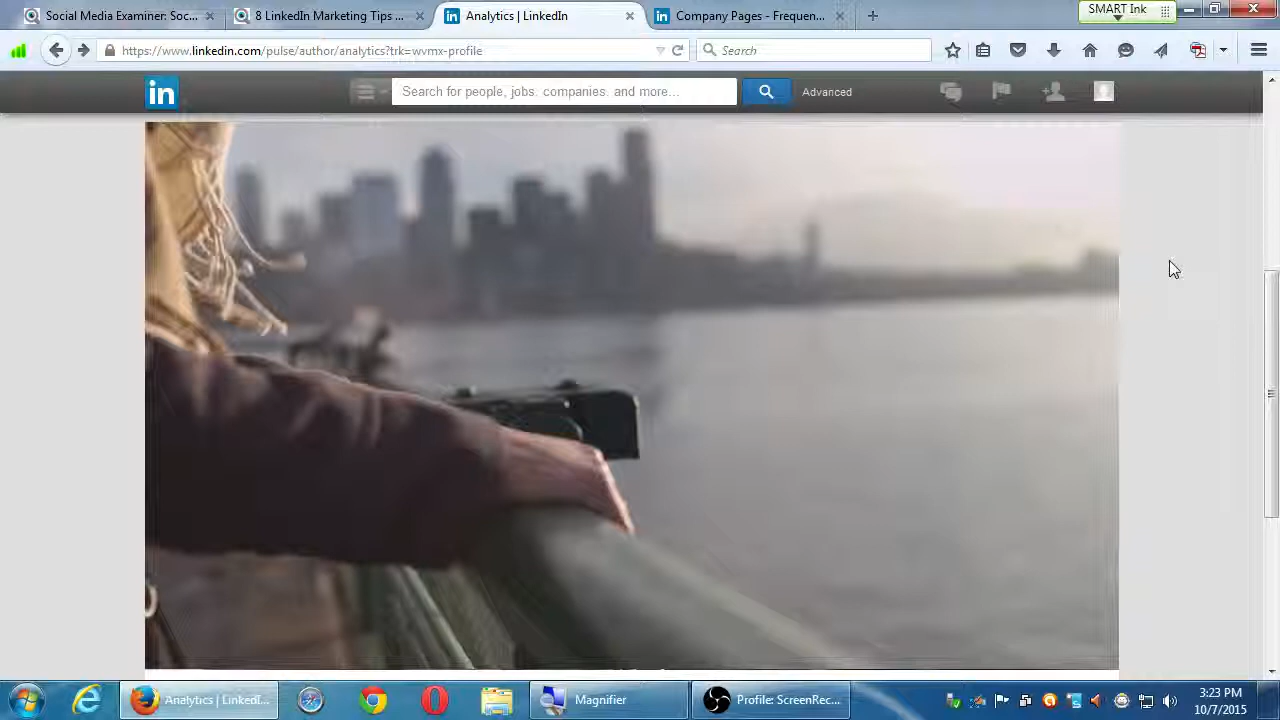 Social Media Examiner: Soc...
8 LinkedIn Marketing Tips ...
Analytics | LinkedIn
Company Pages - Frequen...
SMART Ink
https://www.linkedin.com/pulse/author/analytics?trk=wvmx-profile
Search
in
Search for people, jobs, companies, and more...
Advanced
Analytics | LinkedI...
Magnifier
Profile: ScreenRec...
3:23 PM
10/7/2015